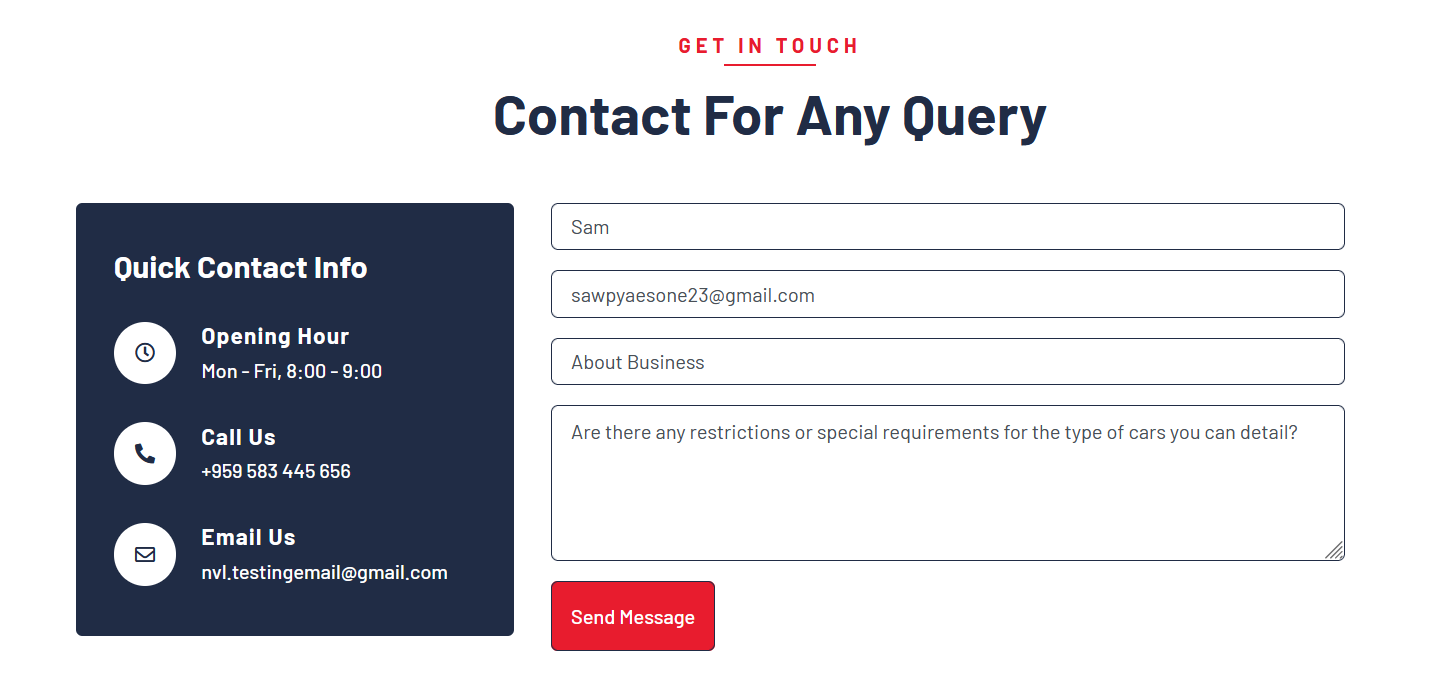 GET IN TOUCH
Contact For Any Query
Quick Contact Info
Opening Hour
Mon - Fri, 8:00 - 9:00
Call Us
+959 583 445 656
Email Us
nvl.testingemail@gmail.com
Sam
sawpyaesone23@gmail.com
About Business
Are there any restrictions or special requirements for the type of cars you can detail?
Send Message